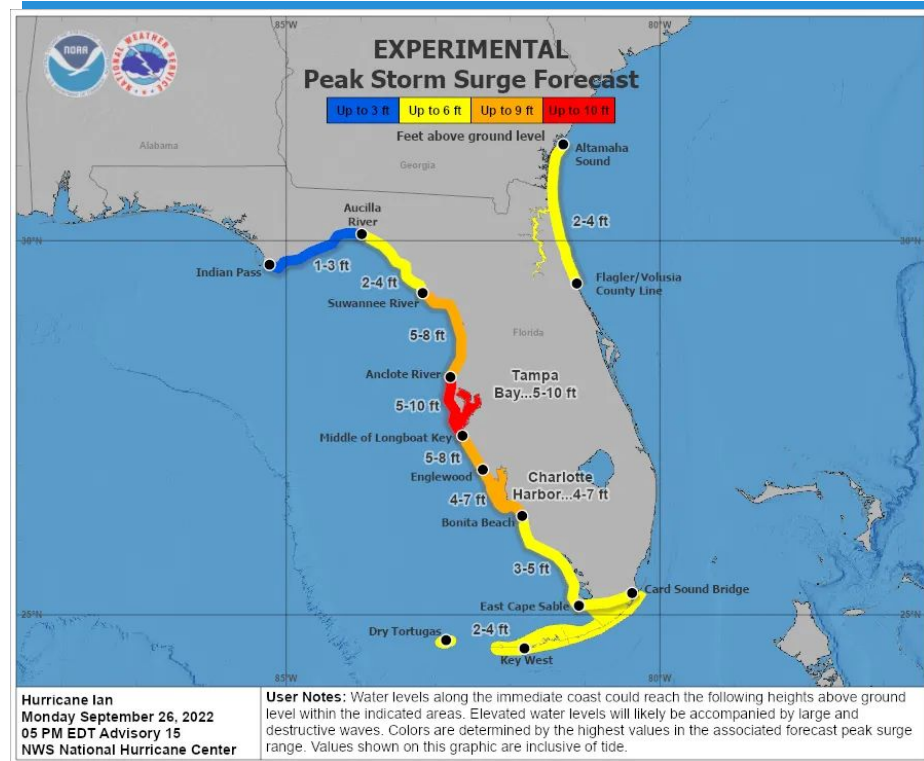 85°W
80°W
NOAA
NATIONAL WEATHER SERVICE
EXPERIMENTAL
Peak Storm Surge Forecast
Up to 3 ft
Up to 6 ft
Up to 9 ft
Up to 10 ft
Feet above ground level
Alabama
Georgia
Altamaha
Sound
Aucilla
River
2-4 ft
30°N
30°N
Indian Pass
1-3 ft
2-4 ft
Suwannee River
Flagler/Volusia
County Line
5-8 ft
Florida
Anclote River
Tampa
Bay...5-10 ft
5-10 ft
Middle of Longboat Key
5-8 ft
Englewood
Charlotte
Harbor...4-7 ft
4-7 ft
Bonita Beach
3-5 ft
Card Sound Bridge
East Cape Sable
25°N
25°N
Dry Tortugas
2-4 ft
Key West
85°W
80°W
Hurricane Ian
Monday September 26, 2022
05 PM EDT Advisory 15
NWS National Hurricane Center
User Notes: Water levels along the immediate coast could reach the following heights above ground
level within the indicated areas. Elevated water levels will likely be accompanied by large and
destructive waves. Colors are determined by the highest values in the associated forecast peak surge
range. Values shown on this graphic are inclusive of tide.